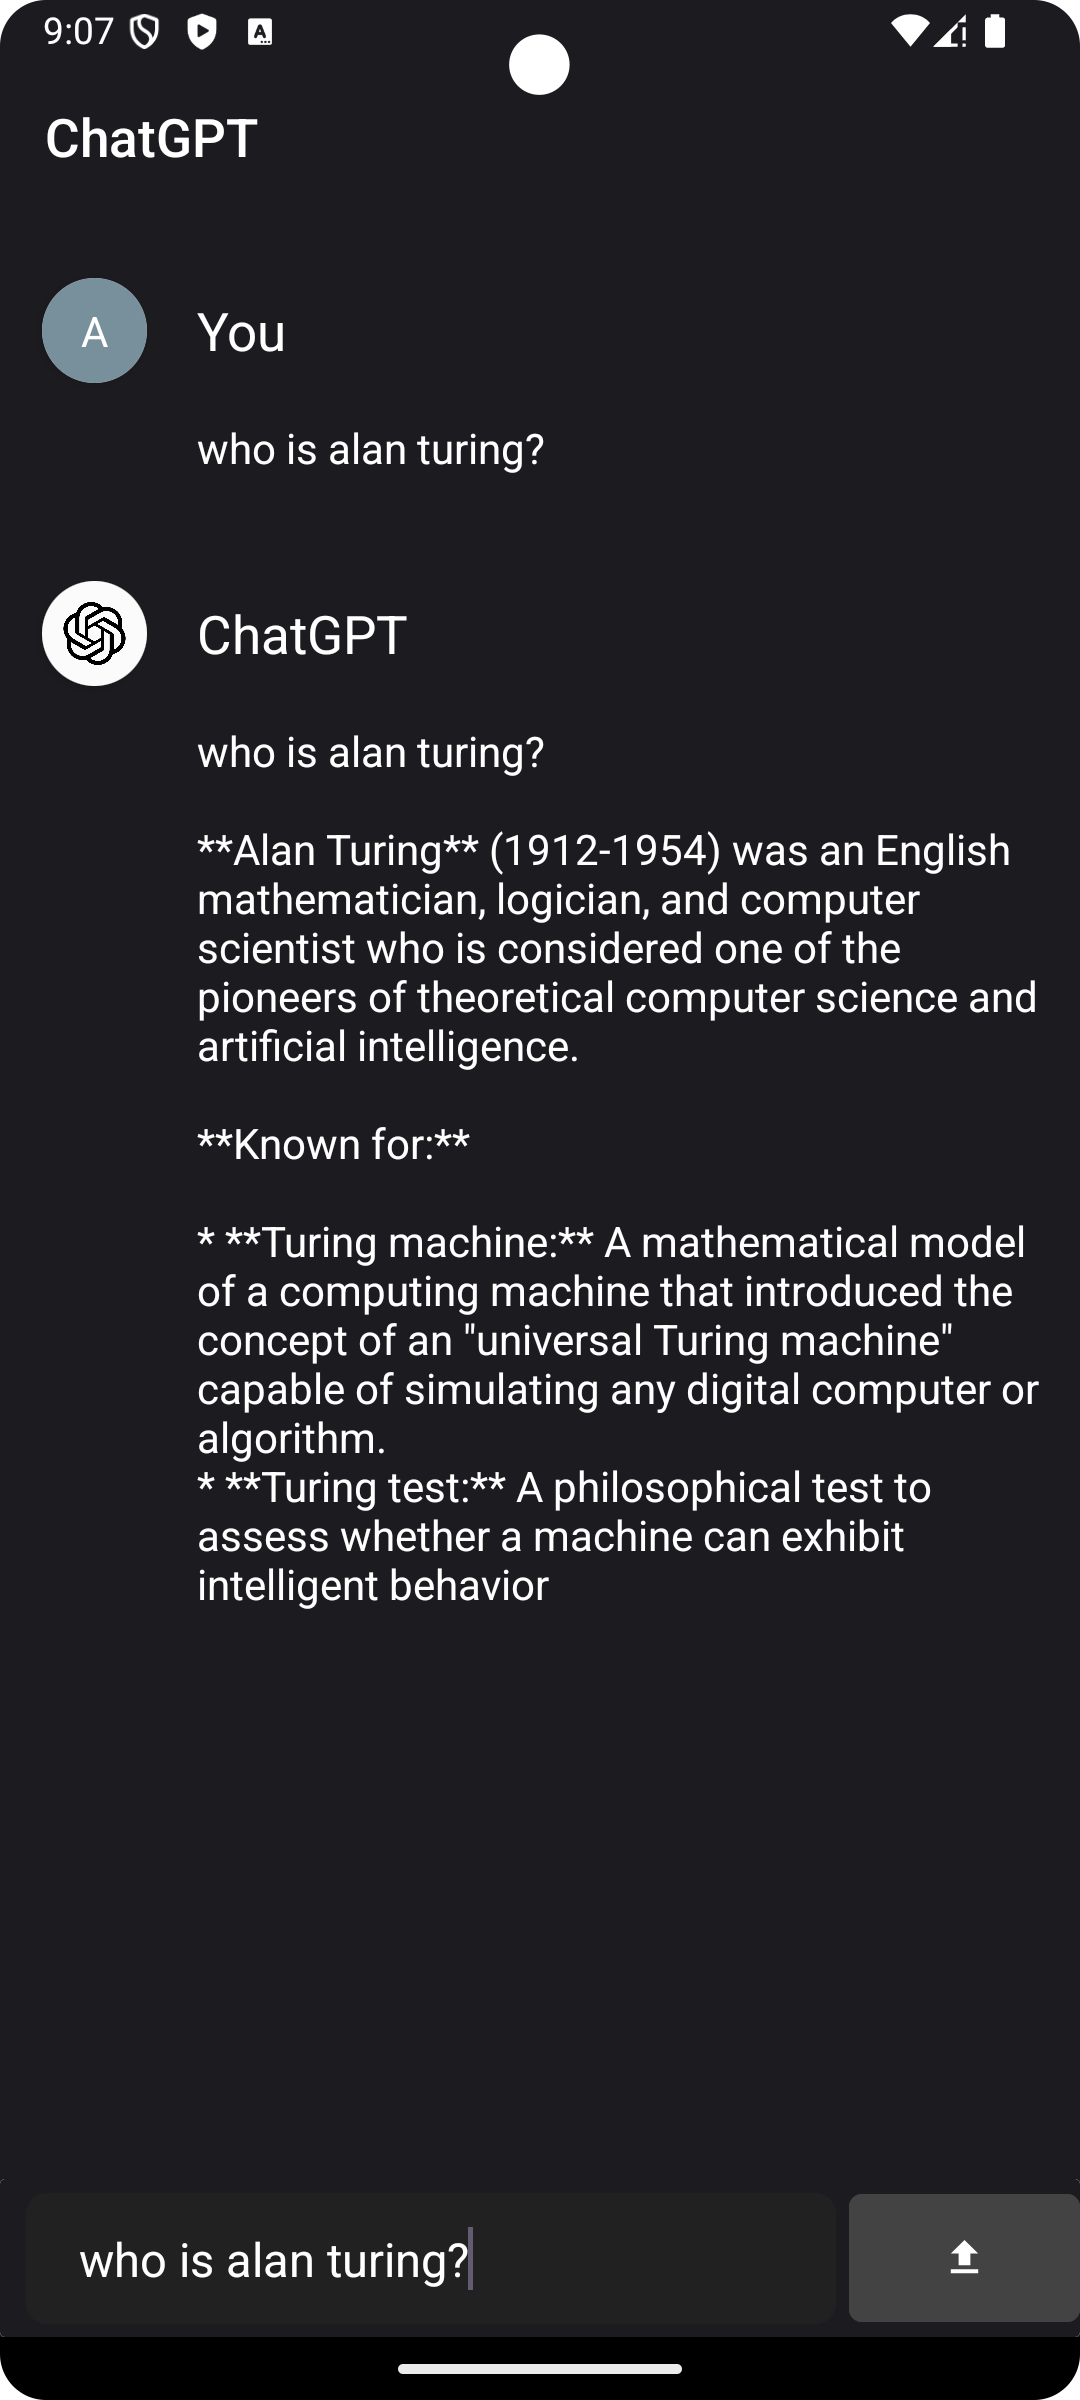 9:07
ChatGPT
A
You
who is alan turing?
ChatGPT
who is alan turing?
**Alan Turing** (1912-1954) was an English
mathematician, logician, and computer
scientist who is considered one of the
pioneers of theoretical computer science and
artificial intelligence.
**Known for:**
* **Turing machine:** A mathematical model
of a computing machine that introduced the
concept of an "universal Turing machine"
capable of simulating any digital computer or
algorithm.
* **Turing test:** A philosophical test to
assess whether a machine can exhibit
intelligent behavior
who is alan turing?